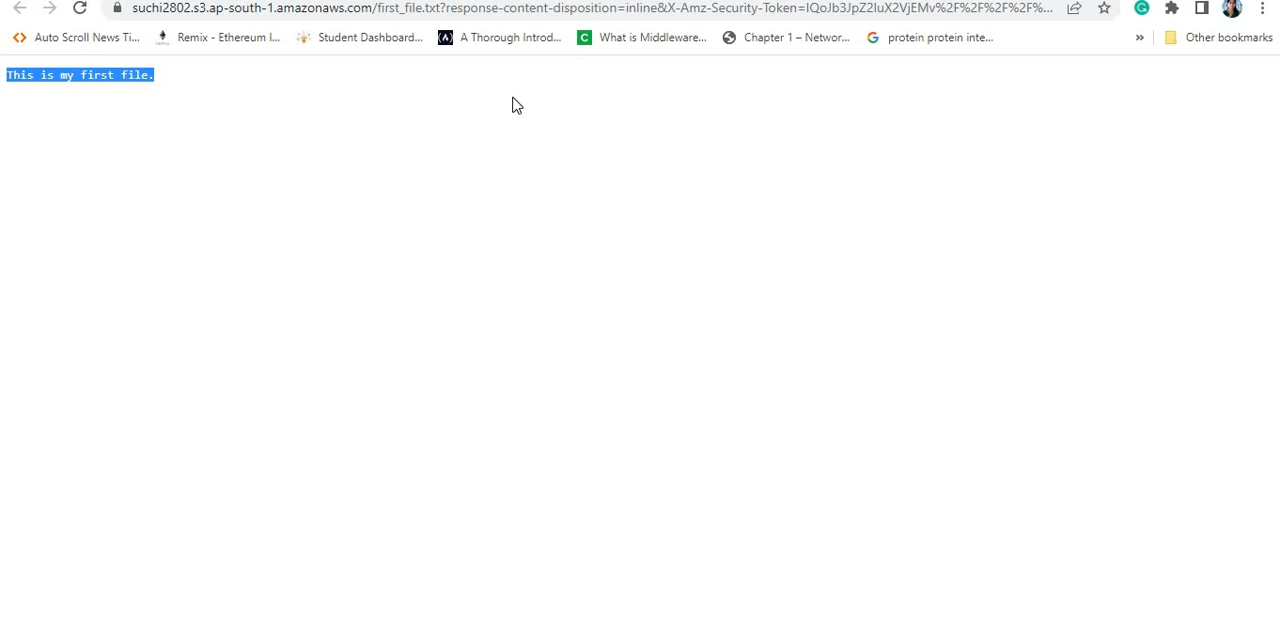 suchi2802.s3.ap-south-1.amazonaws.com/first_file.txt?response-content-disposition=inline&X-Amz-Security-Token=IQoJb3JpZ2luX2VjEMv%2F%2F%2F%2F%2F%...
Auto Scroll News Ti... Remix - Ethereum I... Student Dashboard... A Thorough Introd... What is Middleware... Chapter 1 – Networ... protein protein inte... » Other bookmarks
This is my first file.